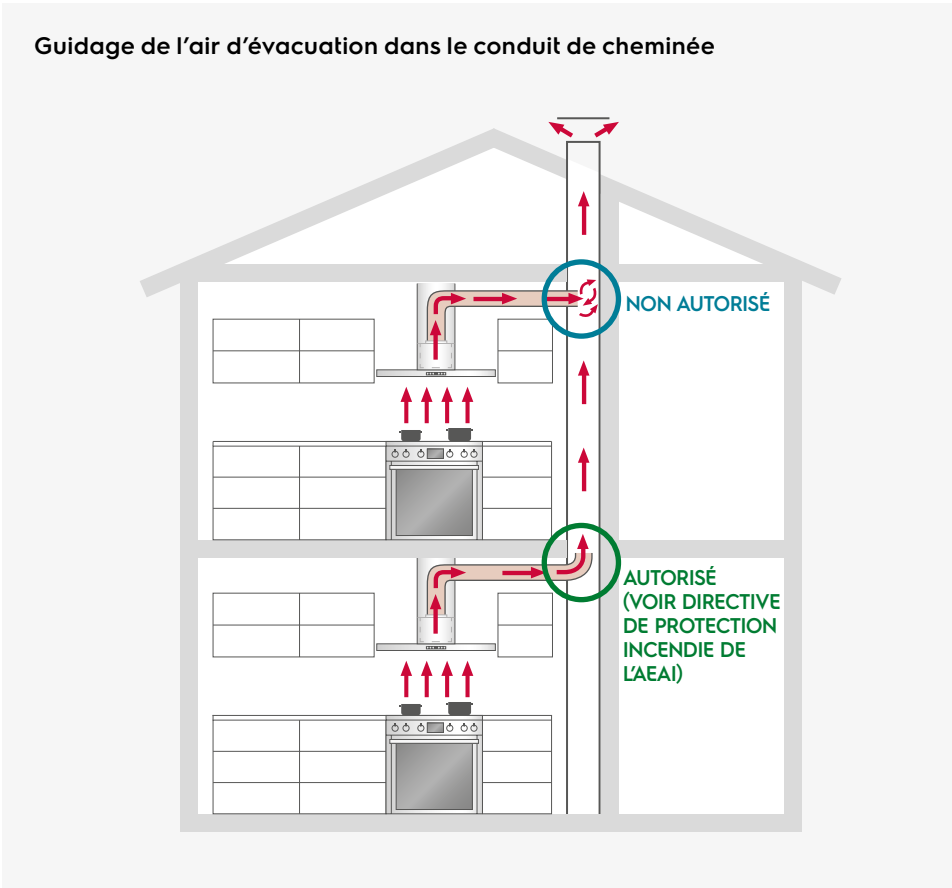 Guidage de l'air d'évacuation dans le conduit de cheminée
NON AUTORISÉ
AUTORISÉ
(VOIR DIRECTIVE
DE PROTECTION
INCENDIE DE
L'AEAI)